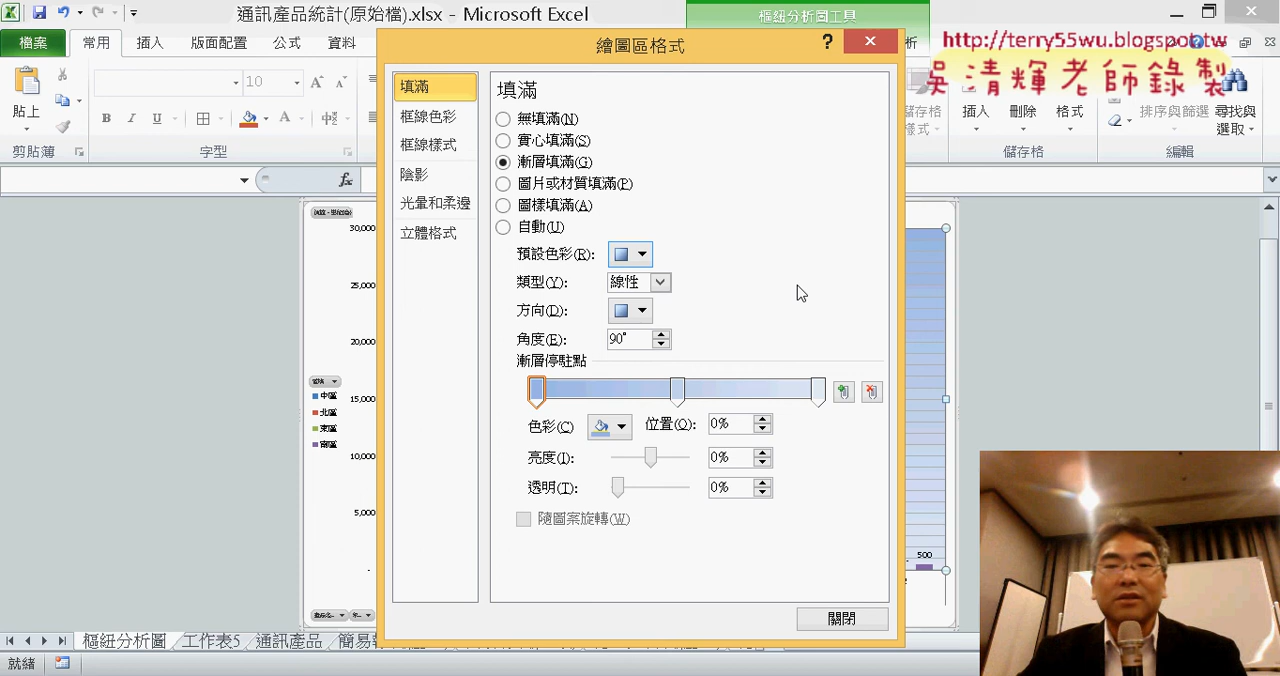 通訊產品統計(原始檔).xlsx - Microsoft Excel
樞紐分析圖工具
檔案 常用 插入 版面配置 公式 資料
析
http://terry55wu.blogspot.tw
吳清輝老師錄製
貼上
10
B I U A 中
剪貼簿
字型
插入 刪除 格式
儲存格
排序與篩選 尋找與
選取
編輯
fx
繪圖區格式
?
填滿
框線色彩
框線樣式
陰影
光暈和柔邊
立體格式
填滿
無填滿(N)
實心填滿(S)
漸層填滿(G)
圖片或材質填滿(P)
圖樣填滿(A)
自動(U)
預設色彩(R):
類型(Y): 線性
方向(D):
角度(E): 90°
漸層停駐點
色彩(C) 位置(O): 0%
亮度(I): 0%
透明(T): 0%
隨圖案旋轉(W)
關閉
30,000
25,000
20,000
15,000
10,000
5,000
-
中區
北區
東區
南區
500
樞紐分析圖 工作表5 通訊產品
就緒